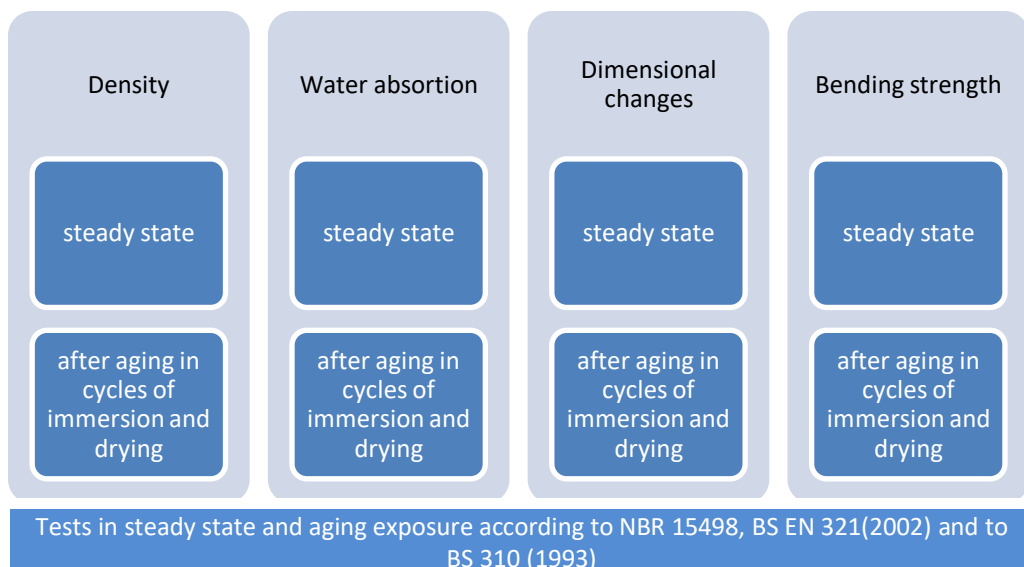 Density
steady state
after aging in
cycles of
immersion and
drying
Water absortion
steady state
after aging in
cycles of
immersion and
drying
Dimensional
changes
steady state
after aging in
cycles of
immersion and
drying
Bending strength
steady state
after aging in
cycles of
immersion and
drying
Tests in steady state and aging exposure according to NBR 15498, BS EN 321(2002) and to
BS 310 (1993)